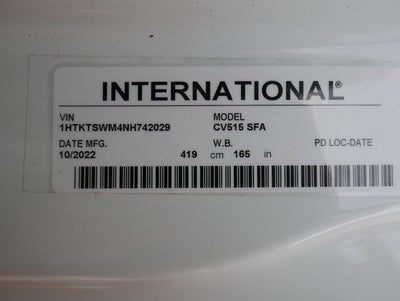 INTERNATIONAL®
VIN MODEL
1HTKTSWM4NH742029 CV515 SFA
DATE MFG. W.B. PD LOC-DATE
10/2022 419 cm 165 in